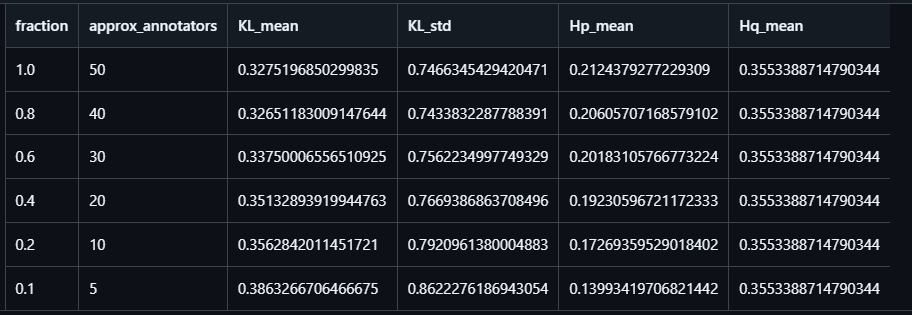 fraction approx_annotators KL_mean KL_std Hp_mean Hq_mean
1.0 50 0.3275196850299835 0.7466345429420471 0.2124379277229309 0.3553388714790344
0.8 40 0.32651183009147644 0.7433832287788391 0.20605707168579102 0.3553388714790344
0.6 30 0.33750006556510925 0.7562234997749329 0.20183105766773224 0.3553388714790344
0.4 20 0.35132893919944763 0.7669386863708496 0.19230596721172333 0.3553388714790344
0.2 10 0.3562842011451721 0.7920961380004883 0.17269359529018402 0.3553388714790344
0.1 5 0.3863266706466675 0.8622276186943054 0.13993419706821442 0.3553388714790344